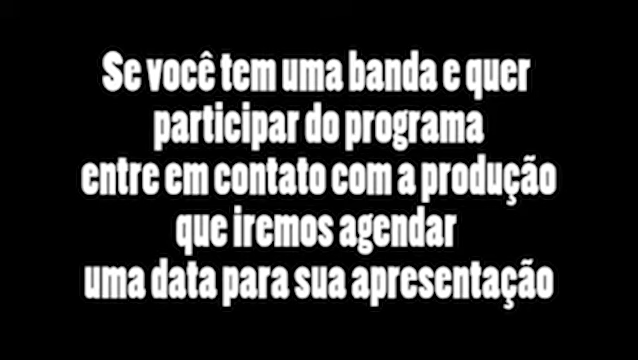 Se você tem uma banda e quer
participar do programa
entre em contato com a produção
que iremos agendar
uma data para sua apresentação